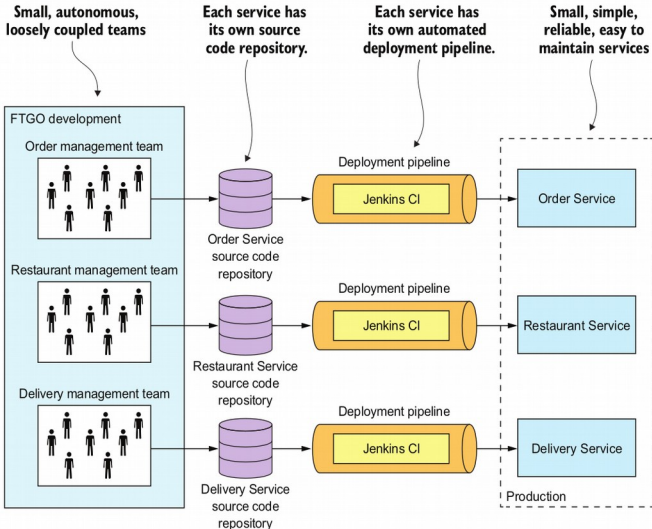 Small, autonomous,
loosely coupled teams
Each service has
its own source
code repository.
Each service has
its own automated
deployment pipeline.
Small, simple,
reliable, easy to
maintain services
FTGO development
Order management team
Deployment pipeline
Jenkins CI
Order Service
Order Service
source code
repository
Restaurant management team
Deployment pipeline
Jenkins CI
Restaurant Service
Restaurant Service
source code
repository
Delivery management team
Deployment pipeline
Jenkins CI
Delivery Service
Delivery Service
source code
repository
Production